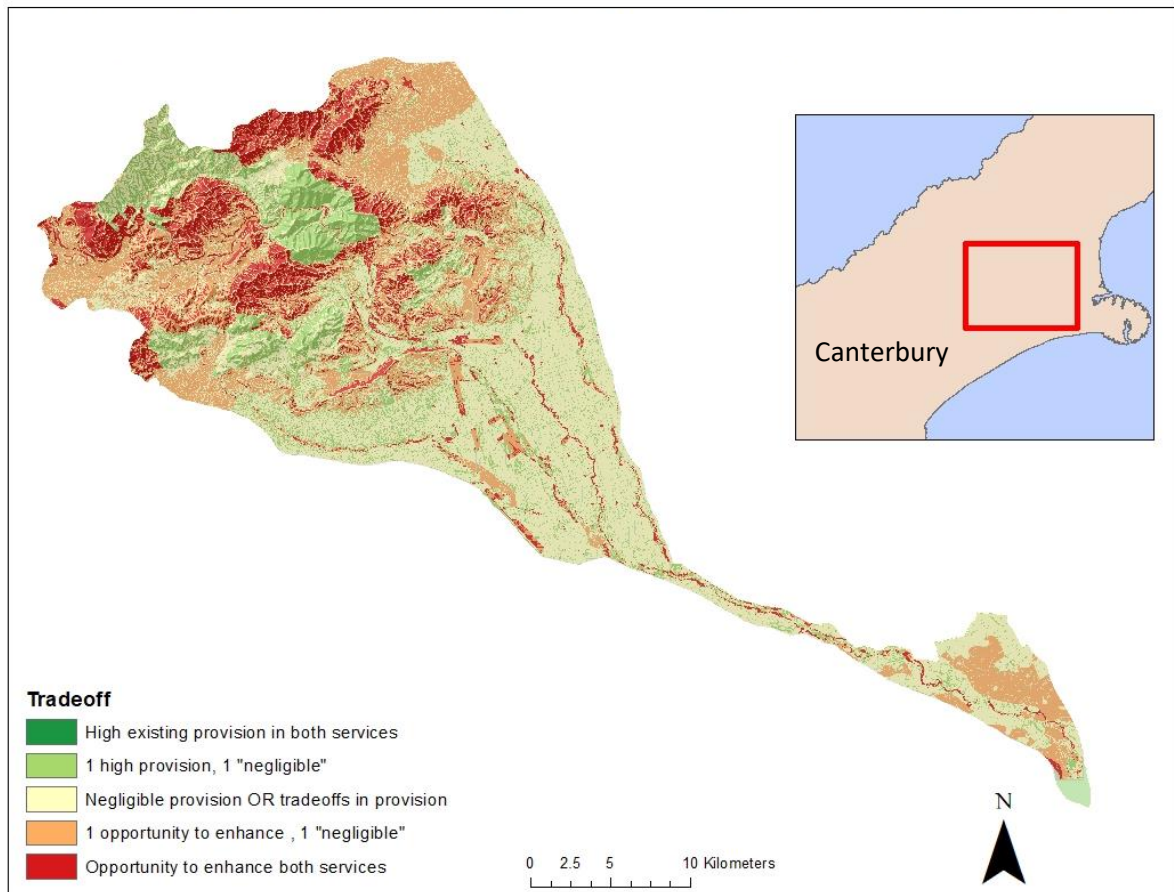 Canterbury
Tradeoff
High existing provision in both services
1 high provision, 1 "negligible"
Negligible provision OR tradeoffs in provision
1 opportunity to enhance , 1 "negligible"
Opportunity to enhance both services
0 2.5 5 10 Kilometers
N